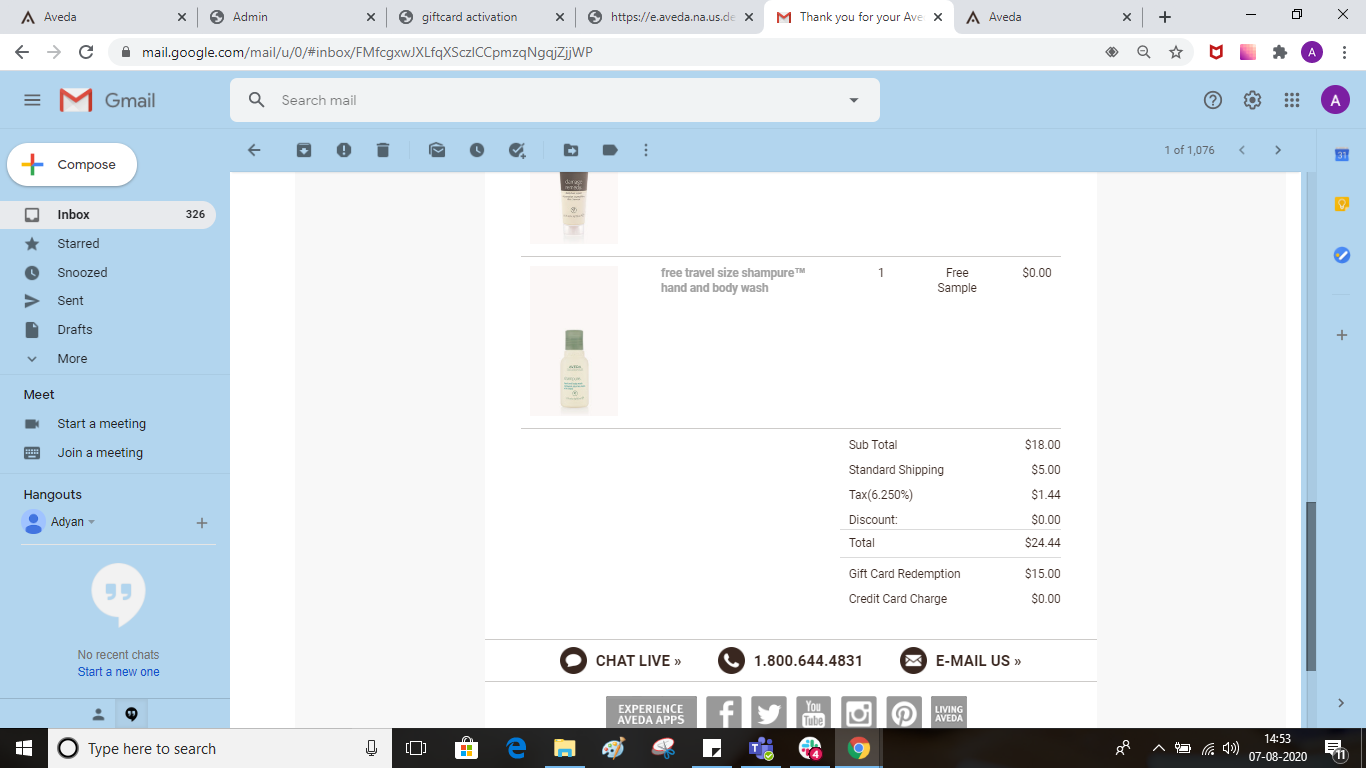 Aveda
Admin
giftcard activation
https://e.aveda.na.us.de
Thank you for your Ave
Aveda
mail.google.com/mail/u/0/#inbox/FMfcgxwJXLfqXSczlCCpmzqNgqjZjjWP
A
Gmail
Search mail
A
Compose
1 of 1,076
31
Inbox 326
Starred
Snoozed
Sent
Drafts
More
Meet
Start a meeting
Join a meeting
Hangouts
Adyan
No recent chats
Start a new one
damage
remedy
free travel size shampure™ 1 Free $0.00
hand and body wash Sample
Sub Total $18.00
Standard Shipping $5.00
Tax(6.250%) $1.44
Discount: $0.00
Total $24.44
Gift Card Redemption $15.00
Credit Card Charge $0.00
CHAT LIVE » 1.800.644.4831 E-MAIL US »
EXPERIENCE
AVEDA APPS
You
Tube
LIVING
AVEDA
Type here to search
4
14:53
07-08-2020
11